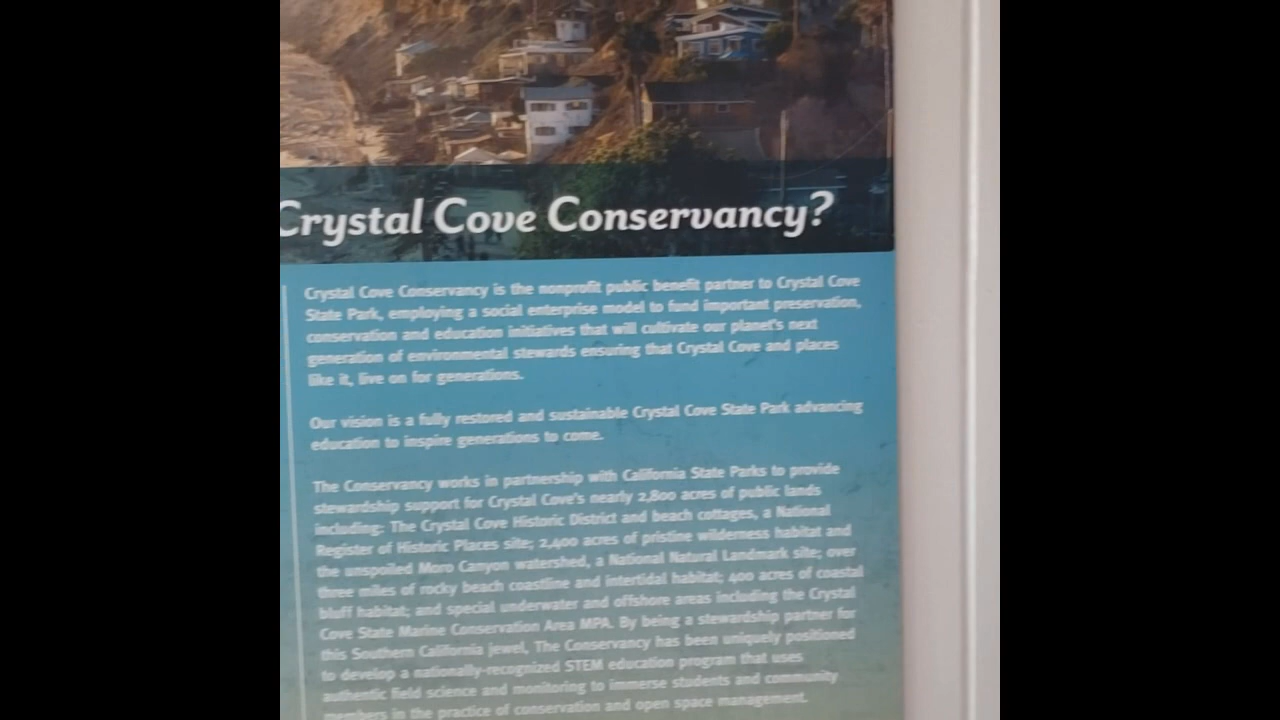 Crystal Cove Conservancy?
Crystal Cove Conservancy is the nonprofit public benefit partner to Crystal Cove
State Park, employing a social enterprise model to fund important preservation,
conservation and education initiatives that will cultivate our planet's next
generation of environmental stewards ensuring that Crystal Cove and places
like it, live on for generations.
Our vision is a fully restored and sustainable Crystal Cove State Park advancing
education to inspire generations to come.
The Conservancy works in partnership with California State Parks to provide
stewardship support for Crystal Cove's nearly 2,800 acres of public lands
including: The Crystal Cove Historic District and beach cottages, a National
Register of Historic Places site; 2,400 acres of pristine wilderness habitat and
the unspoiled Moro Canyon watershed, a National Natural Landmark site; over
three miles of rocky beach coastline and intertidal habitat; 400 acres of coastal
bluff habitat; and special underwater and offshore areas including the Crystal
Cove State Marine Conservation Area MPA. By being a stewardship partner for
this Southern California jewel, The Conservancy has been uniquely positioned
to develop a nationally-recognized STEM education program that uses
authentic field science and monitoring to immerse students and community
members in the practice of conservation and open space management.